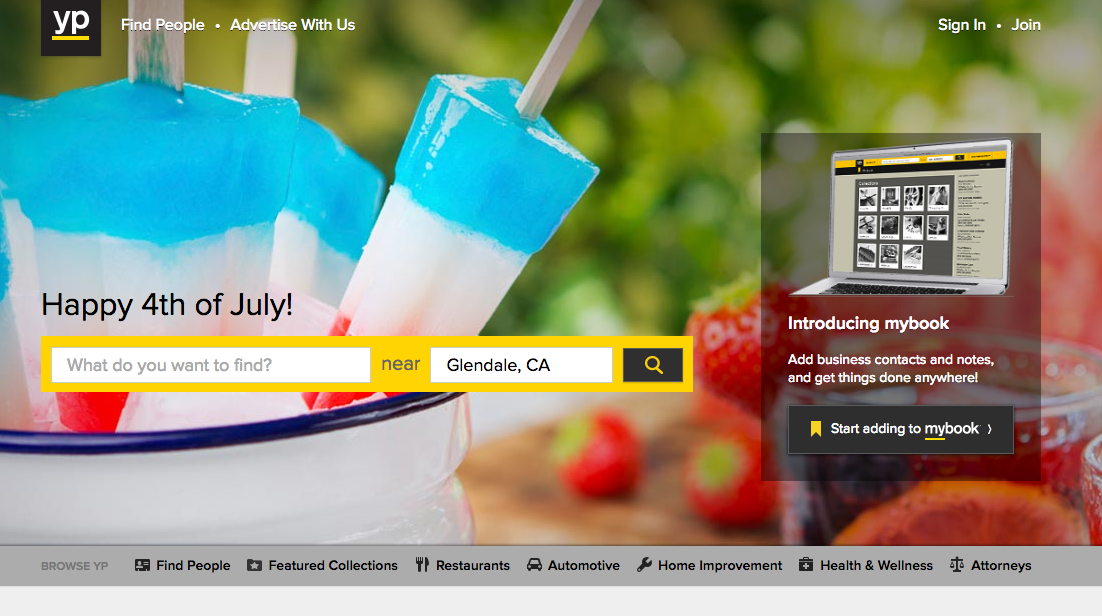 yp
Find People • Advertise With Us
Sign In • Join
Happy 4th of July!
What do you want to find?
near
Glendale, CA
Introducing mybook
Add business contacts and notes,
and get things done anywhere!
Start adding to mybook ›
BROWSE YP
Find People
Featured Collections
Restaurants
Automotive
Home Improvement
Health & Wellness
Attorneys